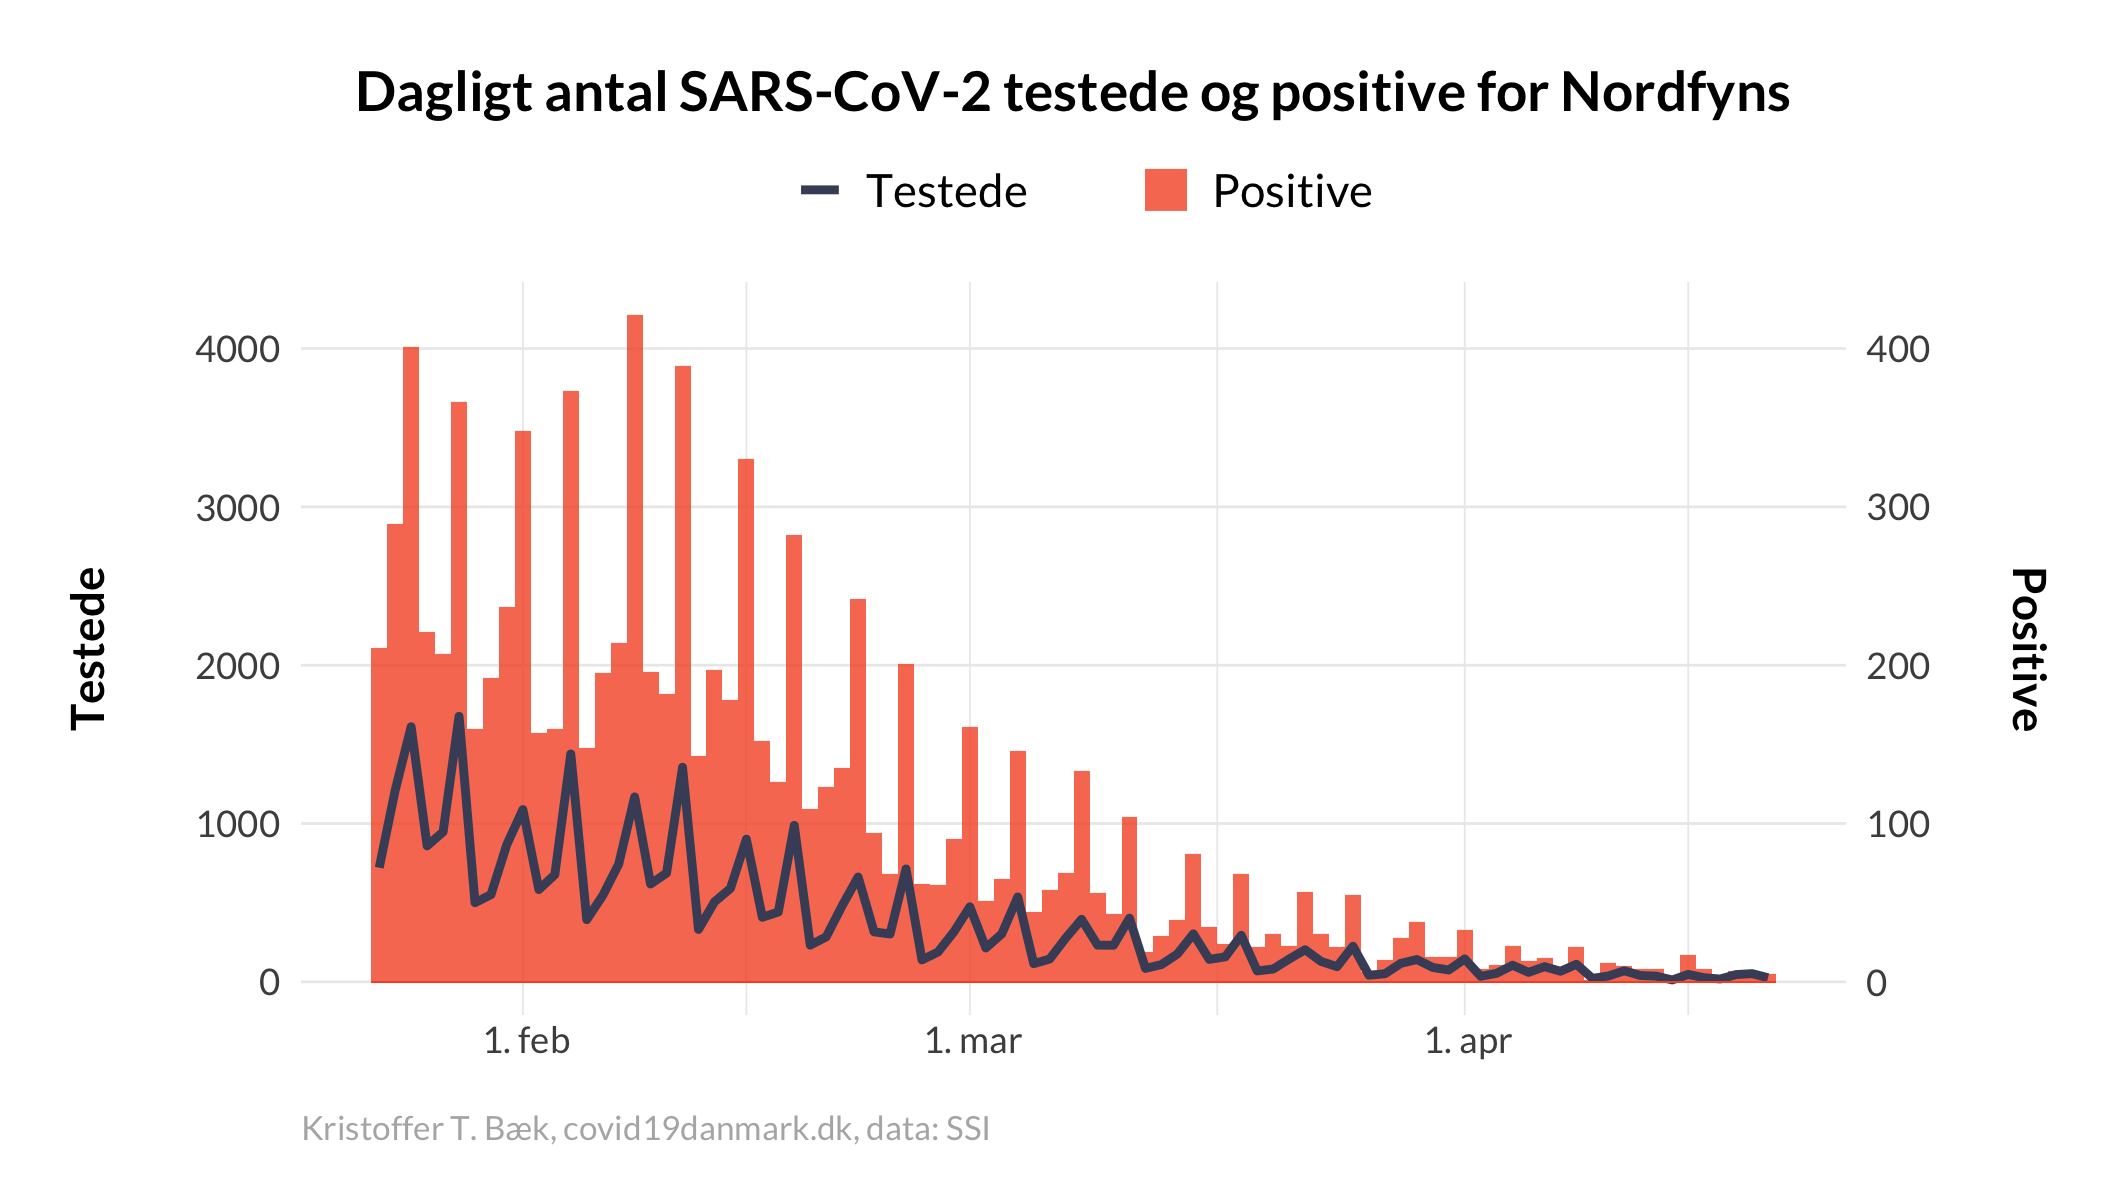 Dagligt antal SARS-CoV-2 testede og positive for Nordfyns
Testede
Positive
4000
3000
2000
1000
0
400
300
200
100
0
Testede
Positive
1. feb
1. mar
1. apr
Kristoffer T. Bæk, covid19danmark.dk, data: SSI